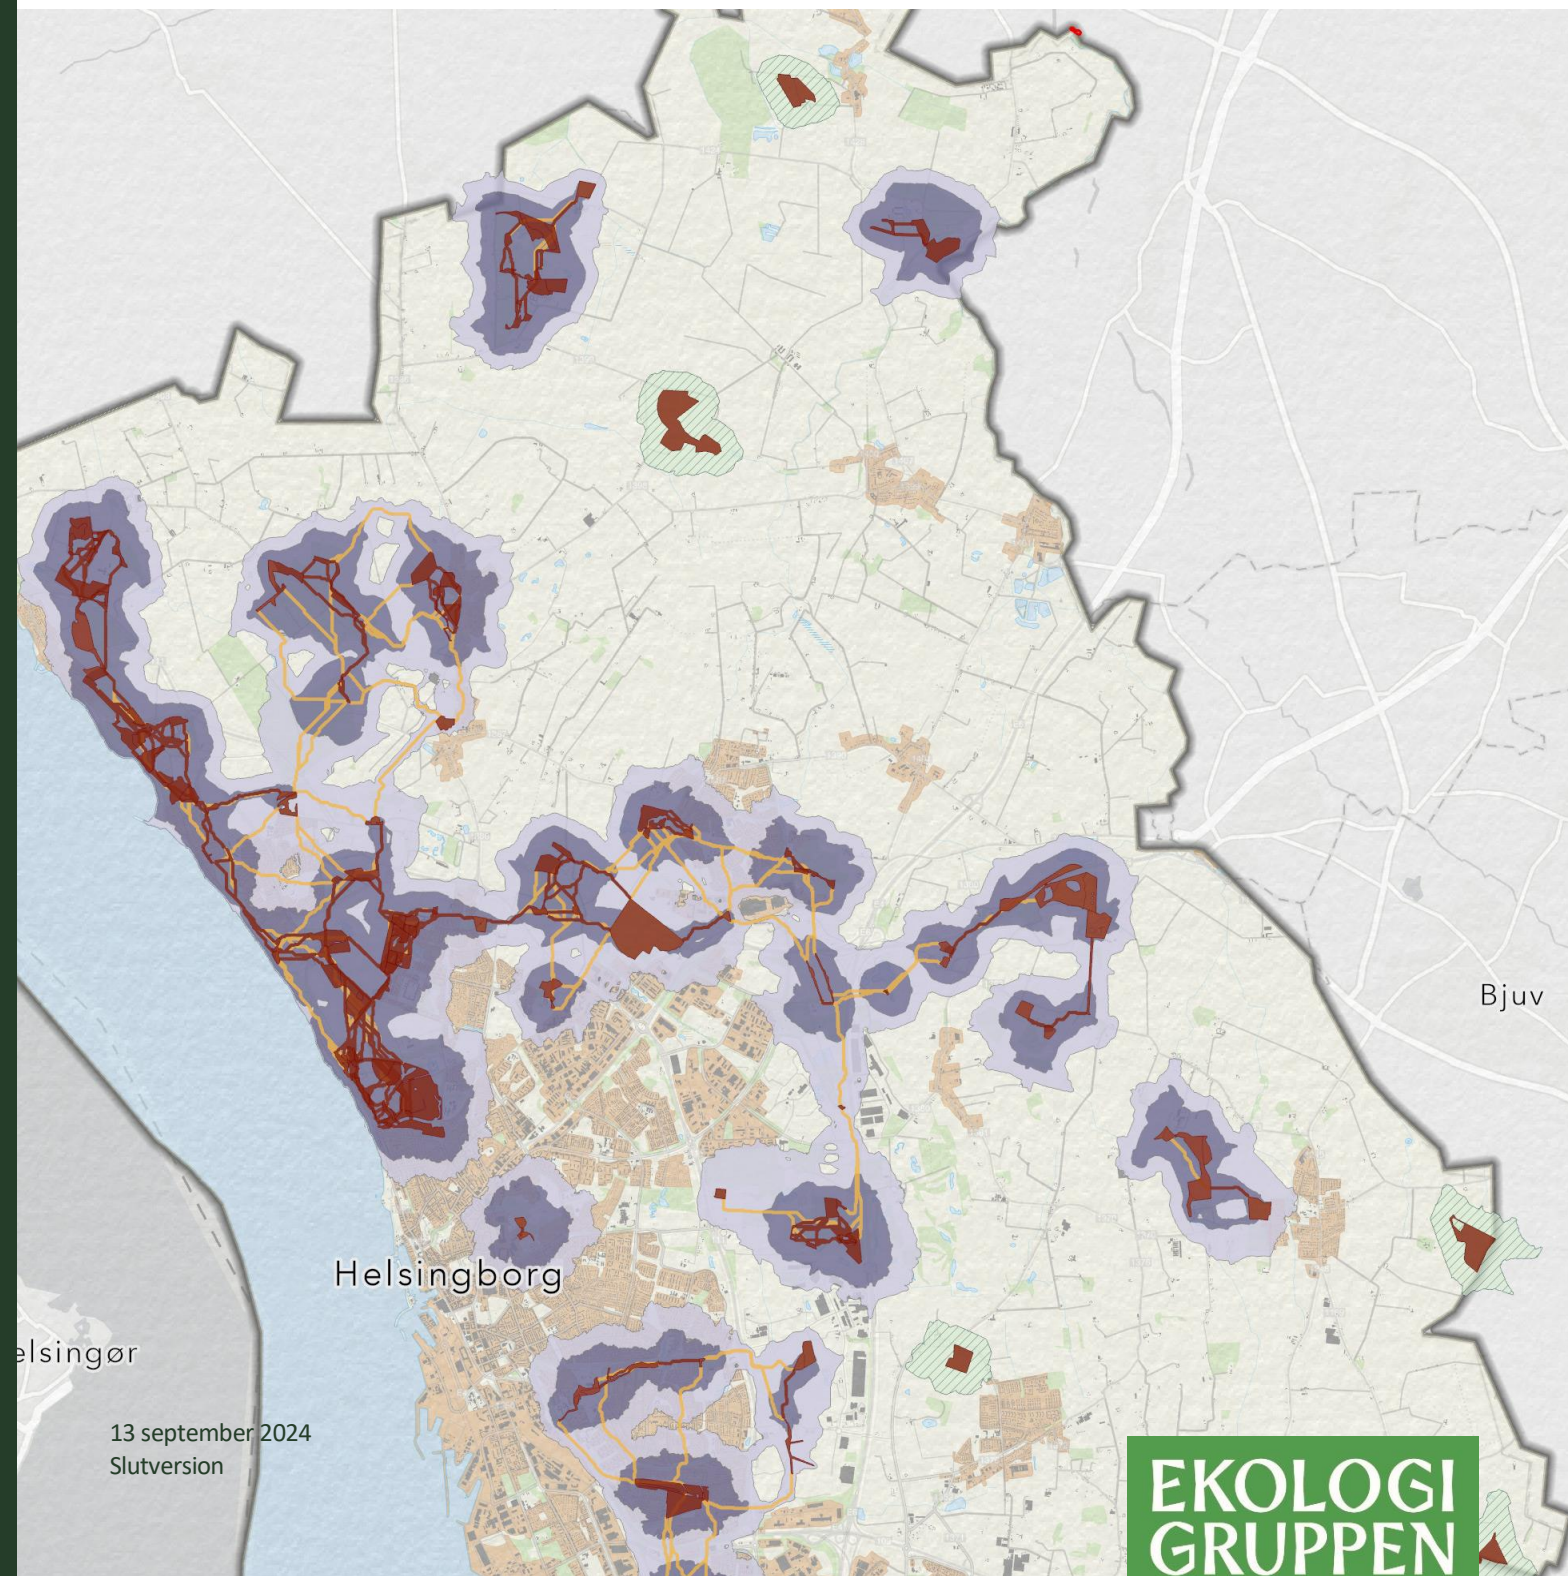 Bjuv
Helsingborg
elsingør
13 september 2024
Slutversion
EKOLOGI
GRUPPEN